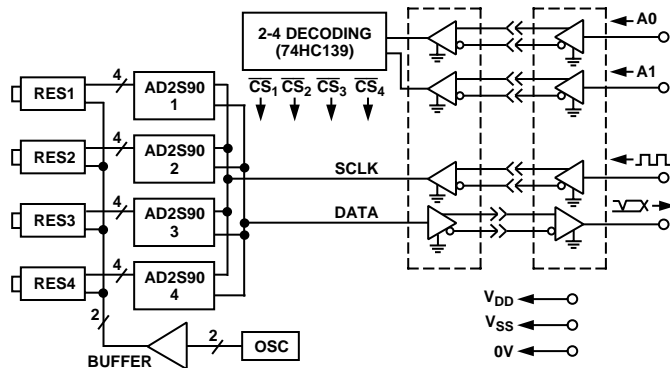 2-4 DECODING
(74HC139)
A0
A1
CS1 CS2 CS3 CS4
RES1
4
AD2S90
1
RES2
4
AD2S90
2
SCLK
RES3
4
AD2S90
3
DATA
RES4
4
AD2S90
4
VDD
VSS
0V
2
BUFFER
2
OSC